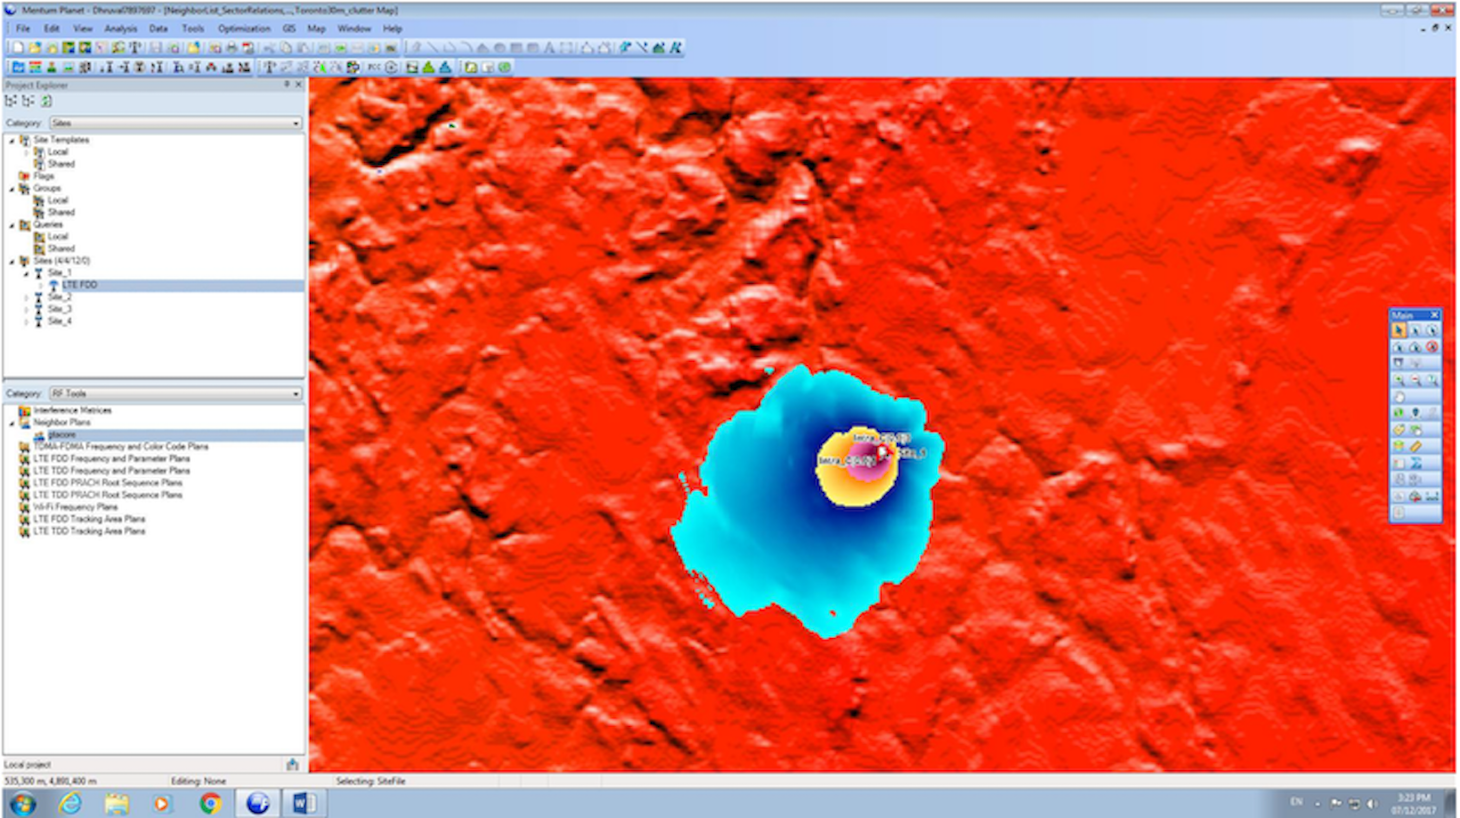 Mentum Planet - Dhruval7897697 - [NeighborList_SectorRelations,...,Toronto30m_clutter Map]
File Edit View Analysis Data Tools Optimization GIS Map Window Help
Project Explorer
Category: Sites
Site Templates
Local
Shared
Flags
Groups
Local
Shared
Queries
Local
Shared
Sites (4/4/12/0)
Site_1
LTE FDD
Site_2
Site_3
Site_4
Category: RF Tools
Interference Matrices
Neighbor Plans
TDMA-FDMA Frequency and Color Code Plans
LTE FDD Frequency and Parameter Plans
LTE TDD Frequency and Parameter Plans
LTE FDD PRACH Root Sequence Plans
LTE TDD PRACH Root Sequence Plans
Wi-Fi Frequency Plans
LTE FDD Tracking Area Plans
LTE TDD Tracking Area Plans
Local project
535,300 m, 4,891,400 m Editing: None Selecting: SiteFile
Main
EN
3:23 PM
07/12/2017